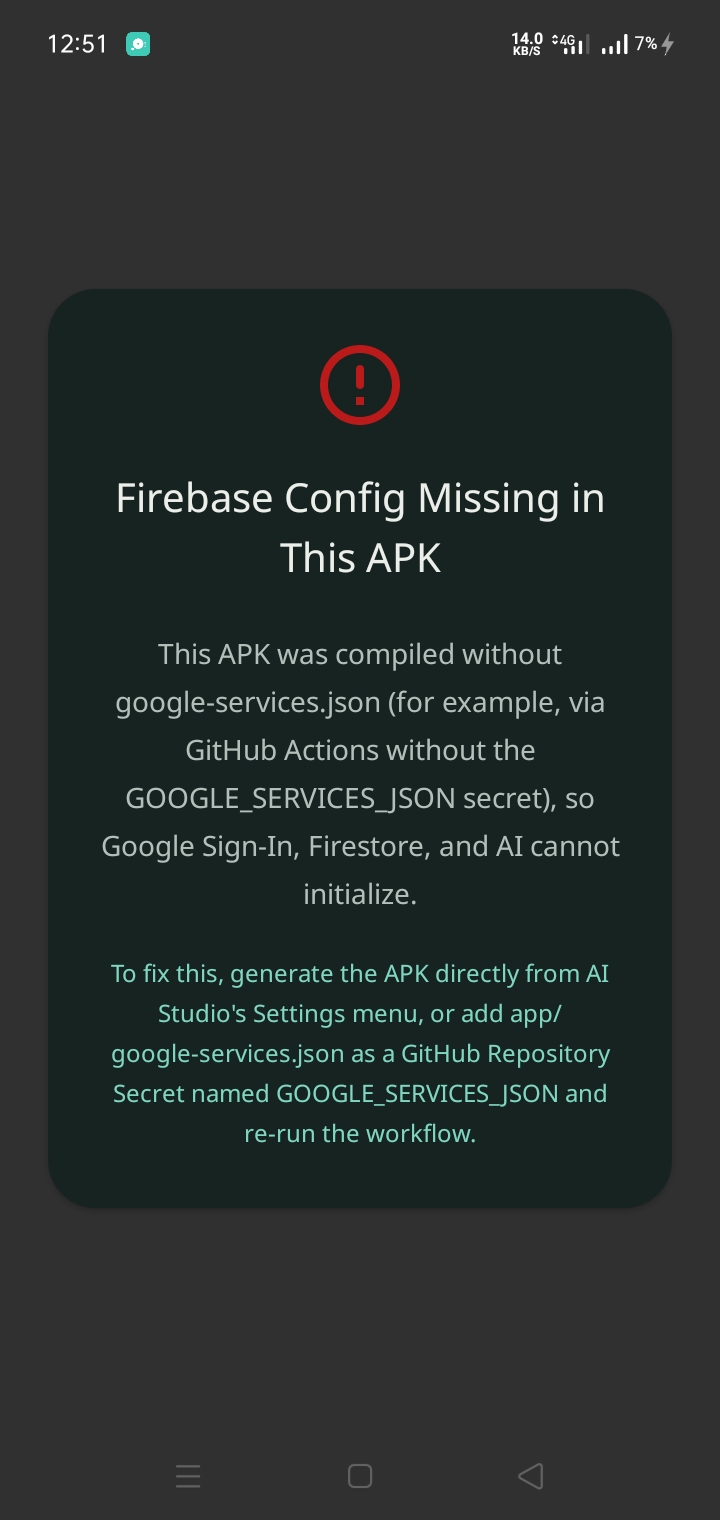 12:51
14.0
KB/S
4G
7%
Firebase Config Missing in
This APK
This APK was compiled without
google-services.json (for example, via
GitHub Actions without the
GOOGLE_SERVICES_JSON secret), so
Google Sign-In, Firestore, and AI cannot
initialize.
To fix this, generate the APK directly from AI
Studio's Settings menu, or add app/
google-services.json as a GitHub Repository
Secret named GOOGLE_SERVICES_JSON and
re-run the workflow.